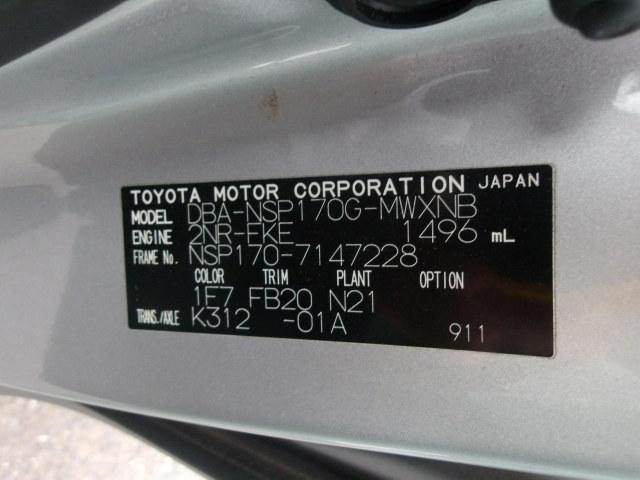 TOYOTA MOTOR CORPORATION JAPAN
MODEL DBA-NSP170G-MWXNB
ENGINE 2NR-FKE 1496 mL
FRAME No. NSP170-7147228
COLOR TRIM PLANT OPTION
1F7 FB20 N21
TRANS./AXLE K312 -01A
911